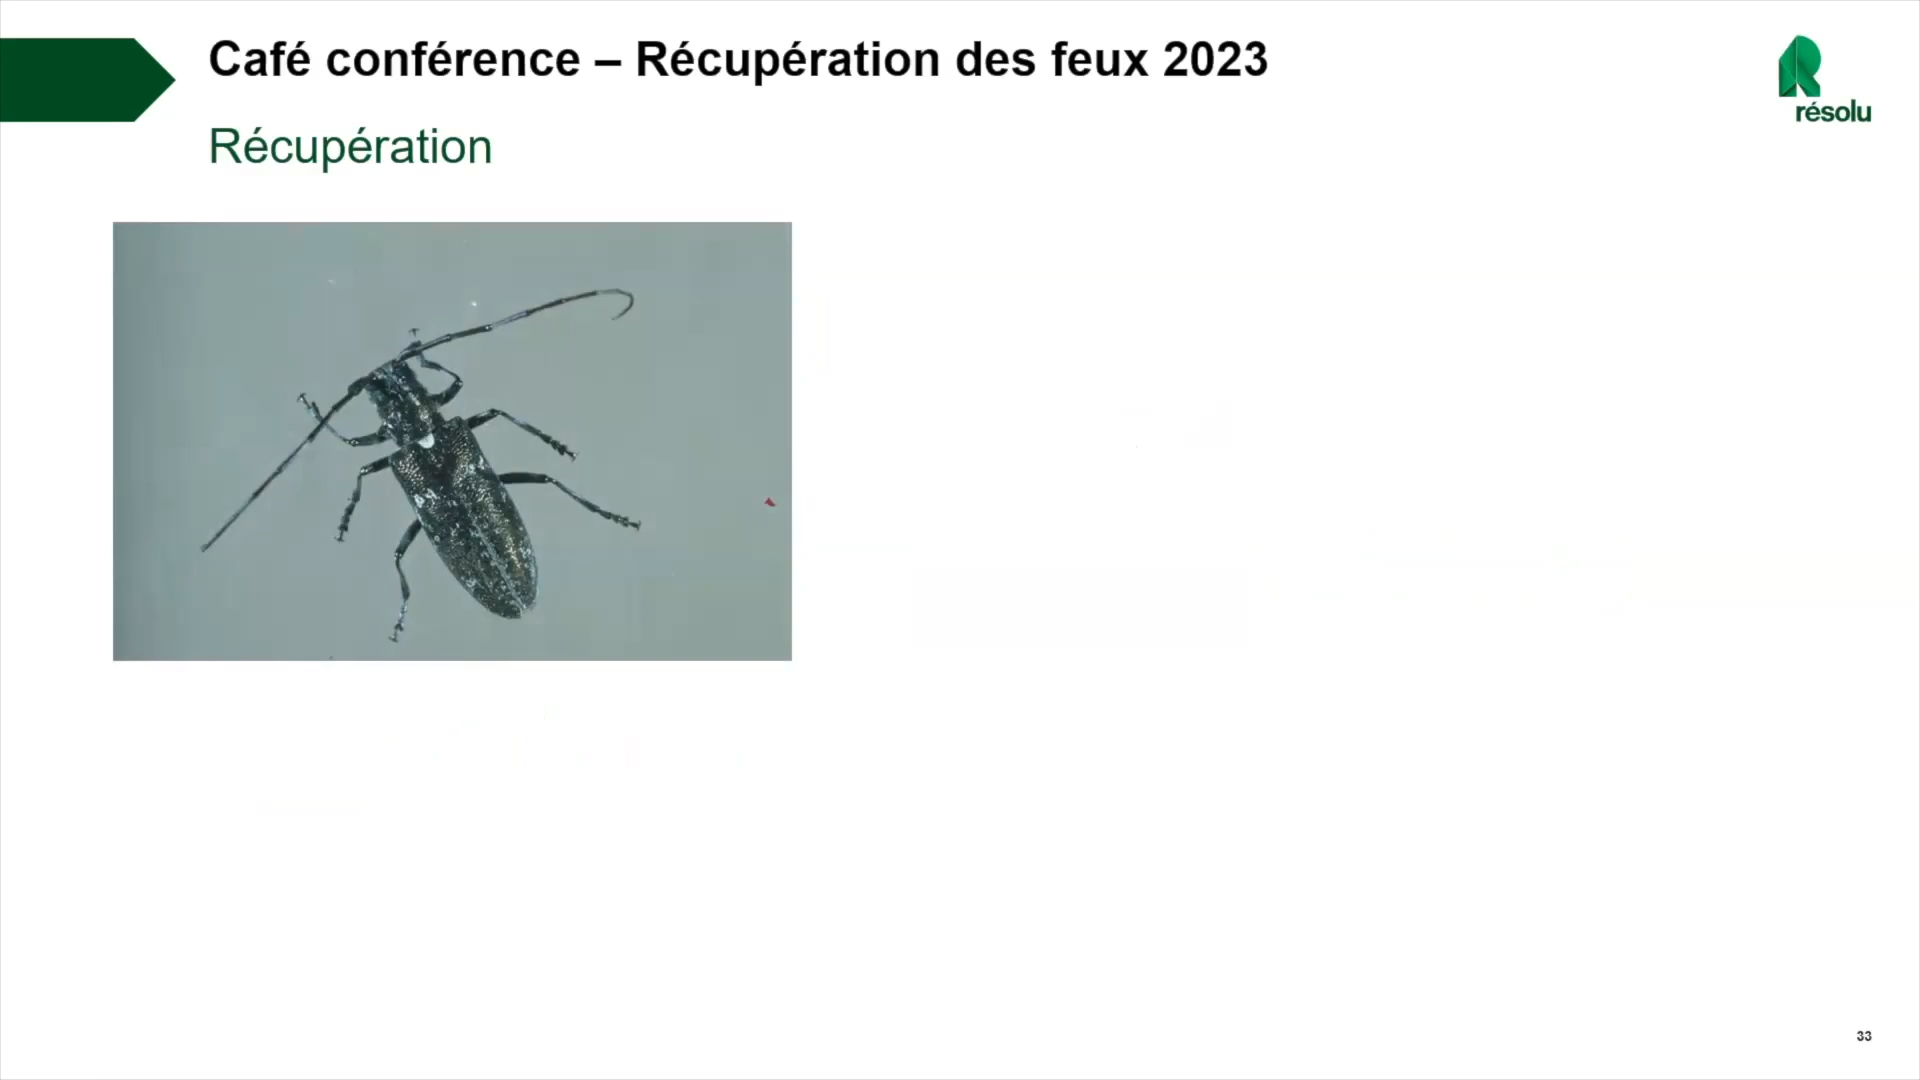 Café conférence – Récupération des feux 2023
résolu
Récupération
33